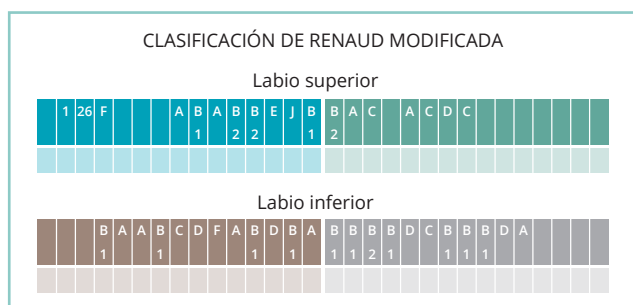 CLASIFICACIÓN DE RENAUD MODIFICADA
Labio superior
1 26 F A B A B B E J B B A C A C D C
1 2 2 1 2
Labio inferior
B A A B C D F A B D B A B B B B D C B B B D A
1 1 1 1 1 1 2 1 1 1 1